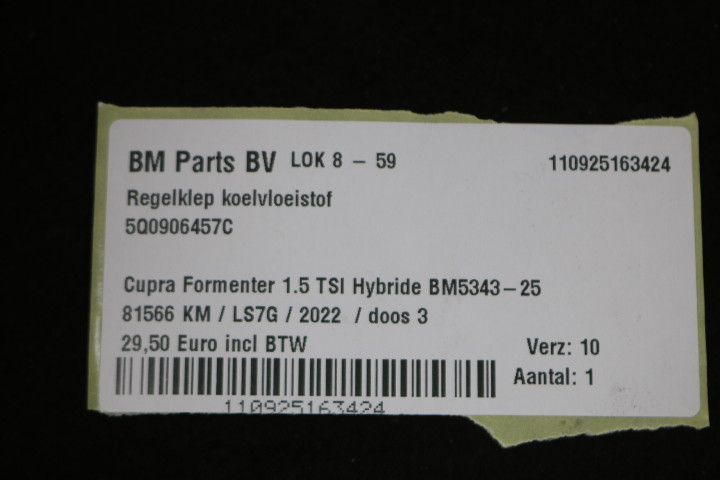 BM Parts BV LOK 8 - 59 110925163424
Regelklep koelvloeistof
5Q0906457C
Cupra Formenter 1.5 TSI Hybride BM5343-25
81566 KM / LS7G / 2022 / doos 3
29,50 Euro incl BTW Verz: 10
Aantal: 1
110925163424